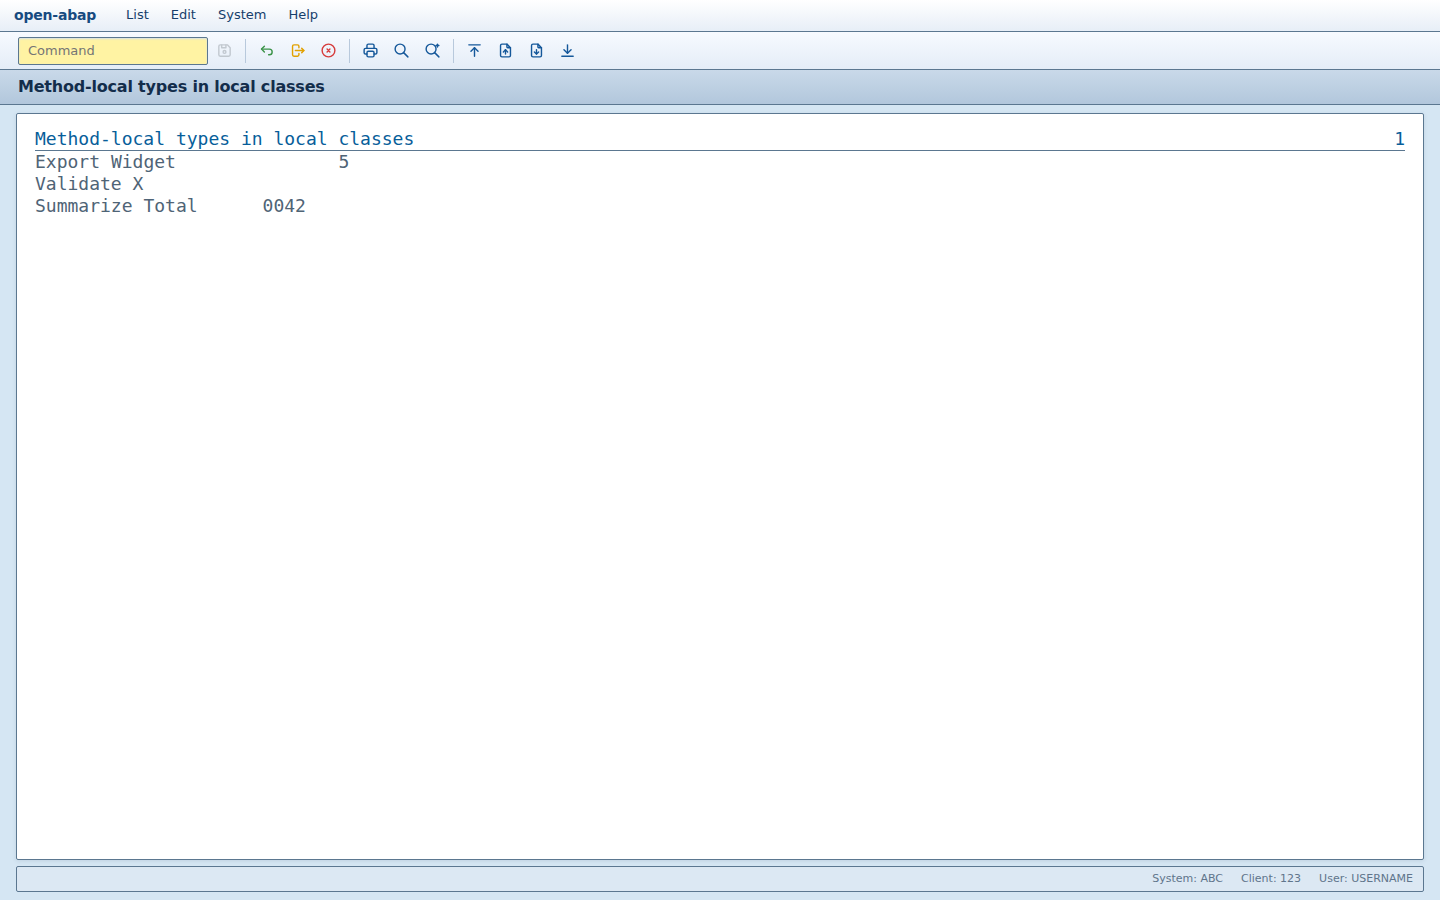 open-abap List Edit System Help
Command
Method-local types in local classes
Method-local types in local classes 1
Export Widget 5
Validate X
Summarize Total 0042
System: ABC Client: 123 User: USERNAME